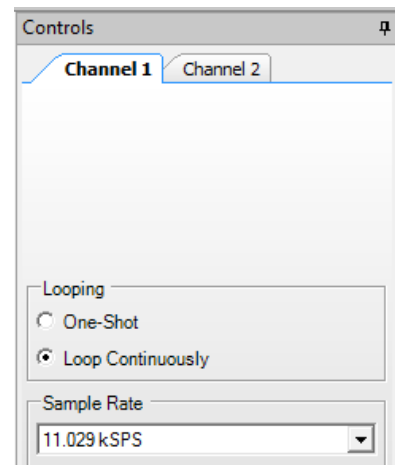 Controls
Channel 1 Channel 2
Looping
One-Shot
Loop Continuously
Sample Rate
11.029 kSPS